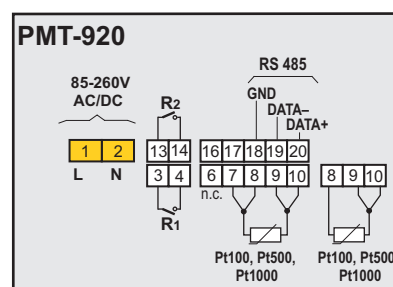 PMT-920
RS 485
85-260V
AC/DC
R2
GND
DATA–
DATA+
1 2
13 14
16 17 18 19 20
L N
3 4
6 7 8 9 10
8 9 10
n.c.
R1
Pt100, Pt500,
Pt1000
Pt100, Pt500
Pt1000